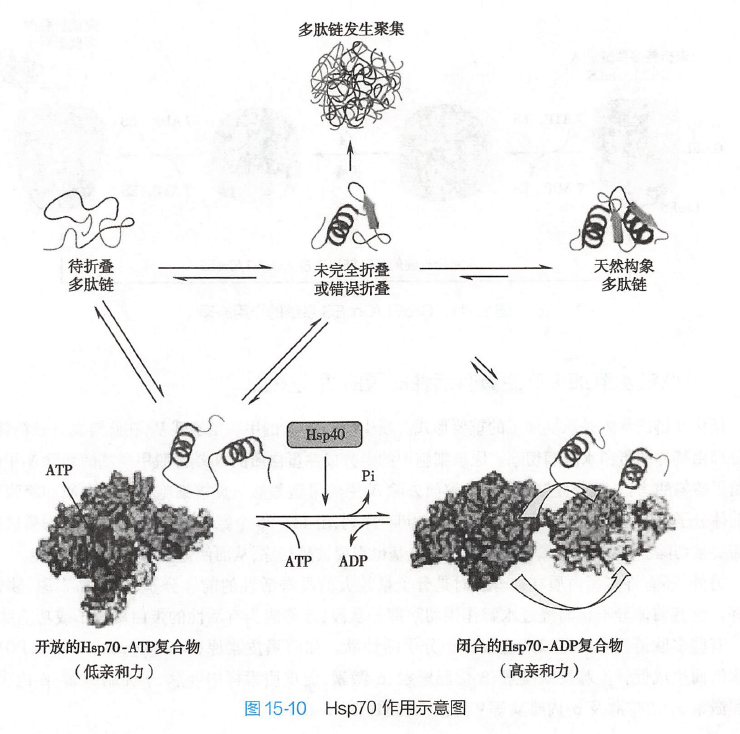 多肽链发生聚集
待折叠
多肽链
未完全折叠
或错误折叠
天然构象
多肽链
Hsp40
ATP
Pi
ATP
ADP
开放的Hsp70-ATP复合物
（低亲和力）
闭合的Hsp70-ADP复合物
（高亲和力）
图15-10 Hsp70 作用示意图